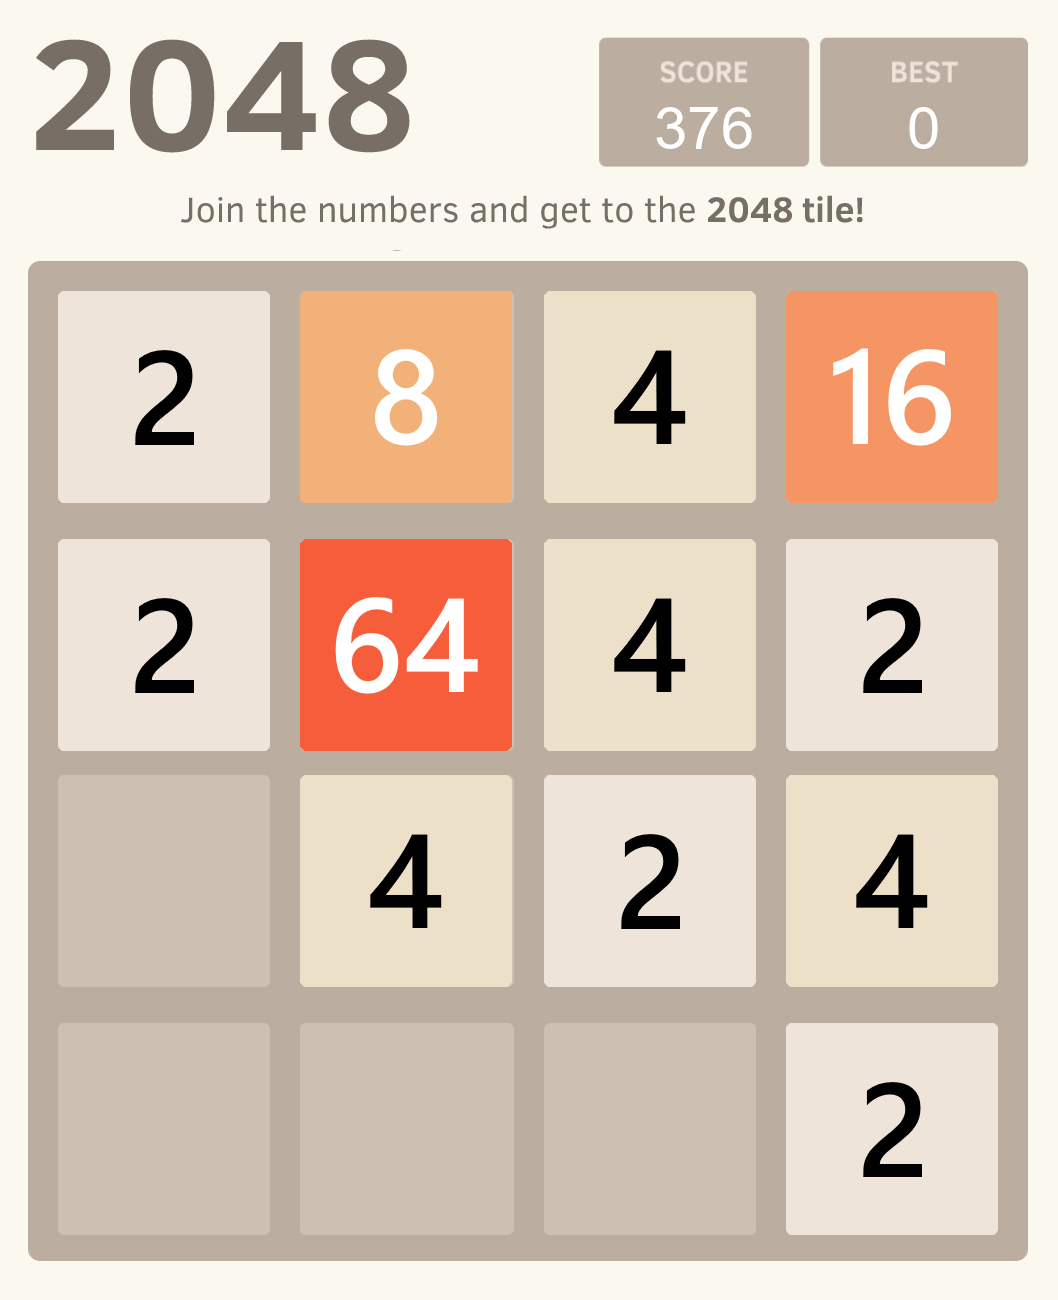 2048
SCORE BEST
376 0
Join the numbers and get to the 2048 tile!
2 8 4 16
2 64 4 2
4 2 4
2